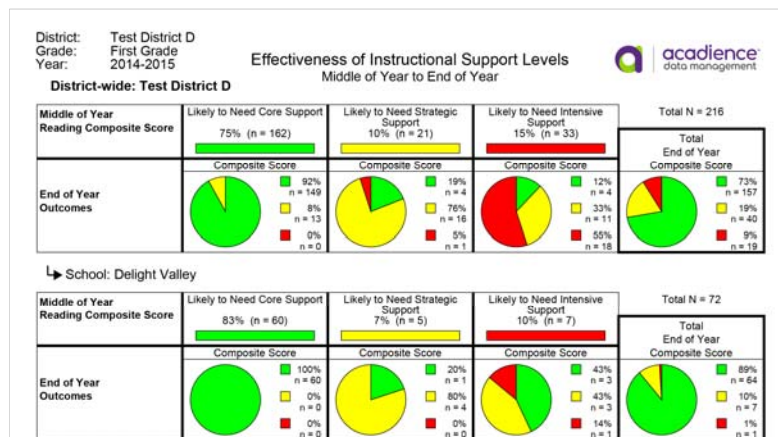 District: Test District D
Grade: First Grade
Year: 2014-2015
Effectiveness of Instructional Support Levels
Middle of Year to End of Year
acadience™
data management
District-wide: Test District D
Middle of Year
Reading Composite Score
Likely to Need Core Support
75% (n = 162)
Likely to Need Strategic
Support
10% (n = 21)
Likely to Need Intensive
Support
15% (n = 33)
Total N = 216
Total
End of Year
Composite Score
End of Year
Outcomes
Composite Score
92%
n = 149
8%
n = 13
0%
n = 0
Composite Score
19%
n = 4
76%
n = 16
5%
n = 1
Composite Score
12%
n = 4
33%
n = 11
55%
n = 18
73%
n = 157
19%
n = 40
9%
n = 19
School: Delight Valley
Middle of Year
Reading Composite Score
Likely to Need Core Support
83% (n = 60)
Likely to Need Strategic
Support
7% (n = 5)
Likely to Need Intensive
Support
10% (n = 7)
Total N = 72
Total
End of Year
Composite Score
End of Year
Outcomes
Composite Score
100%
n = 60
0%
n = 0
0%
n = 0
Composite Score
20%
n = 1
80%
n = 4
0%
n = 0
Composite Score
43%
n = 3
43%
n = 3
14%
n = 1
89%
n = 64
10%
n = 7
1%
n = 1